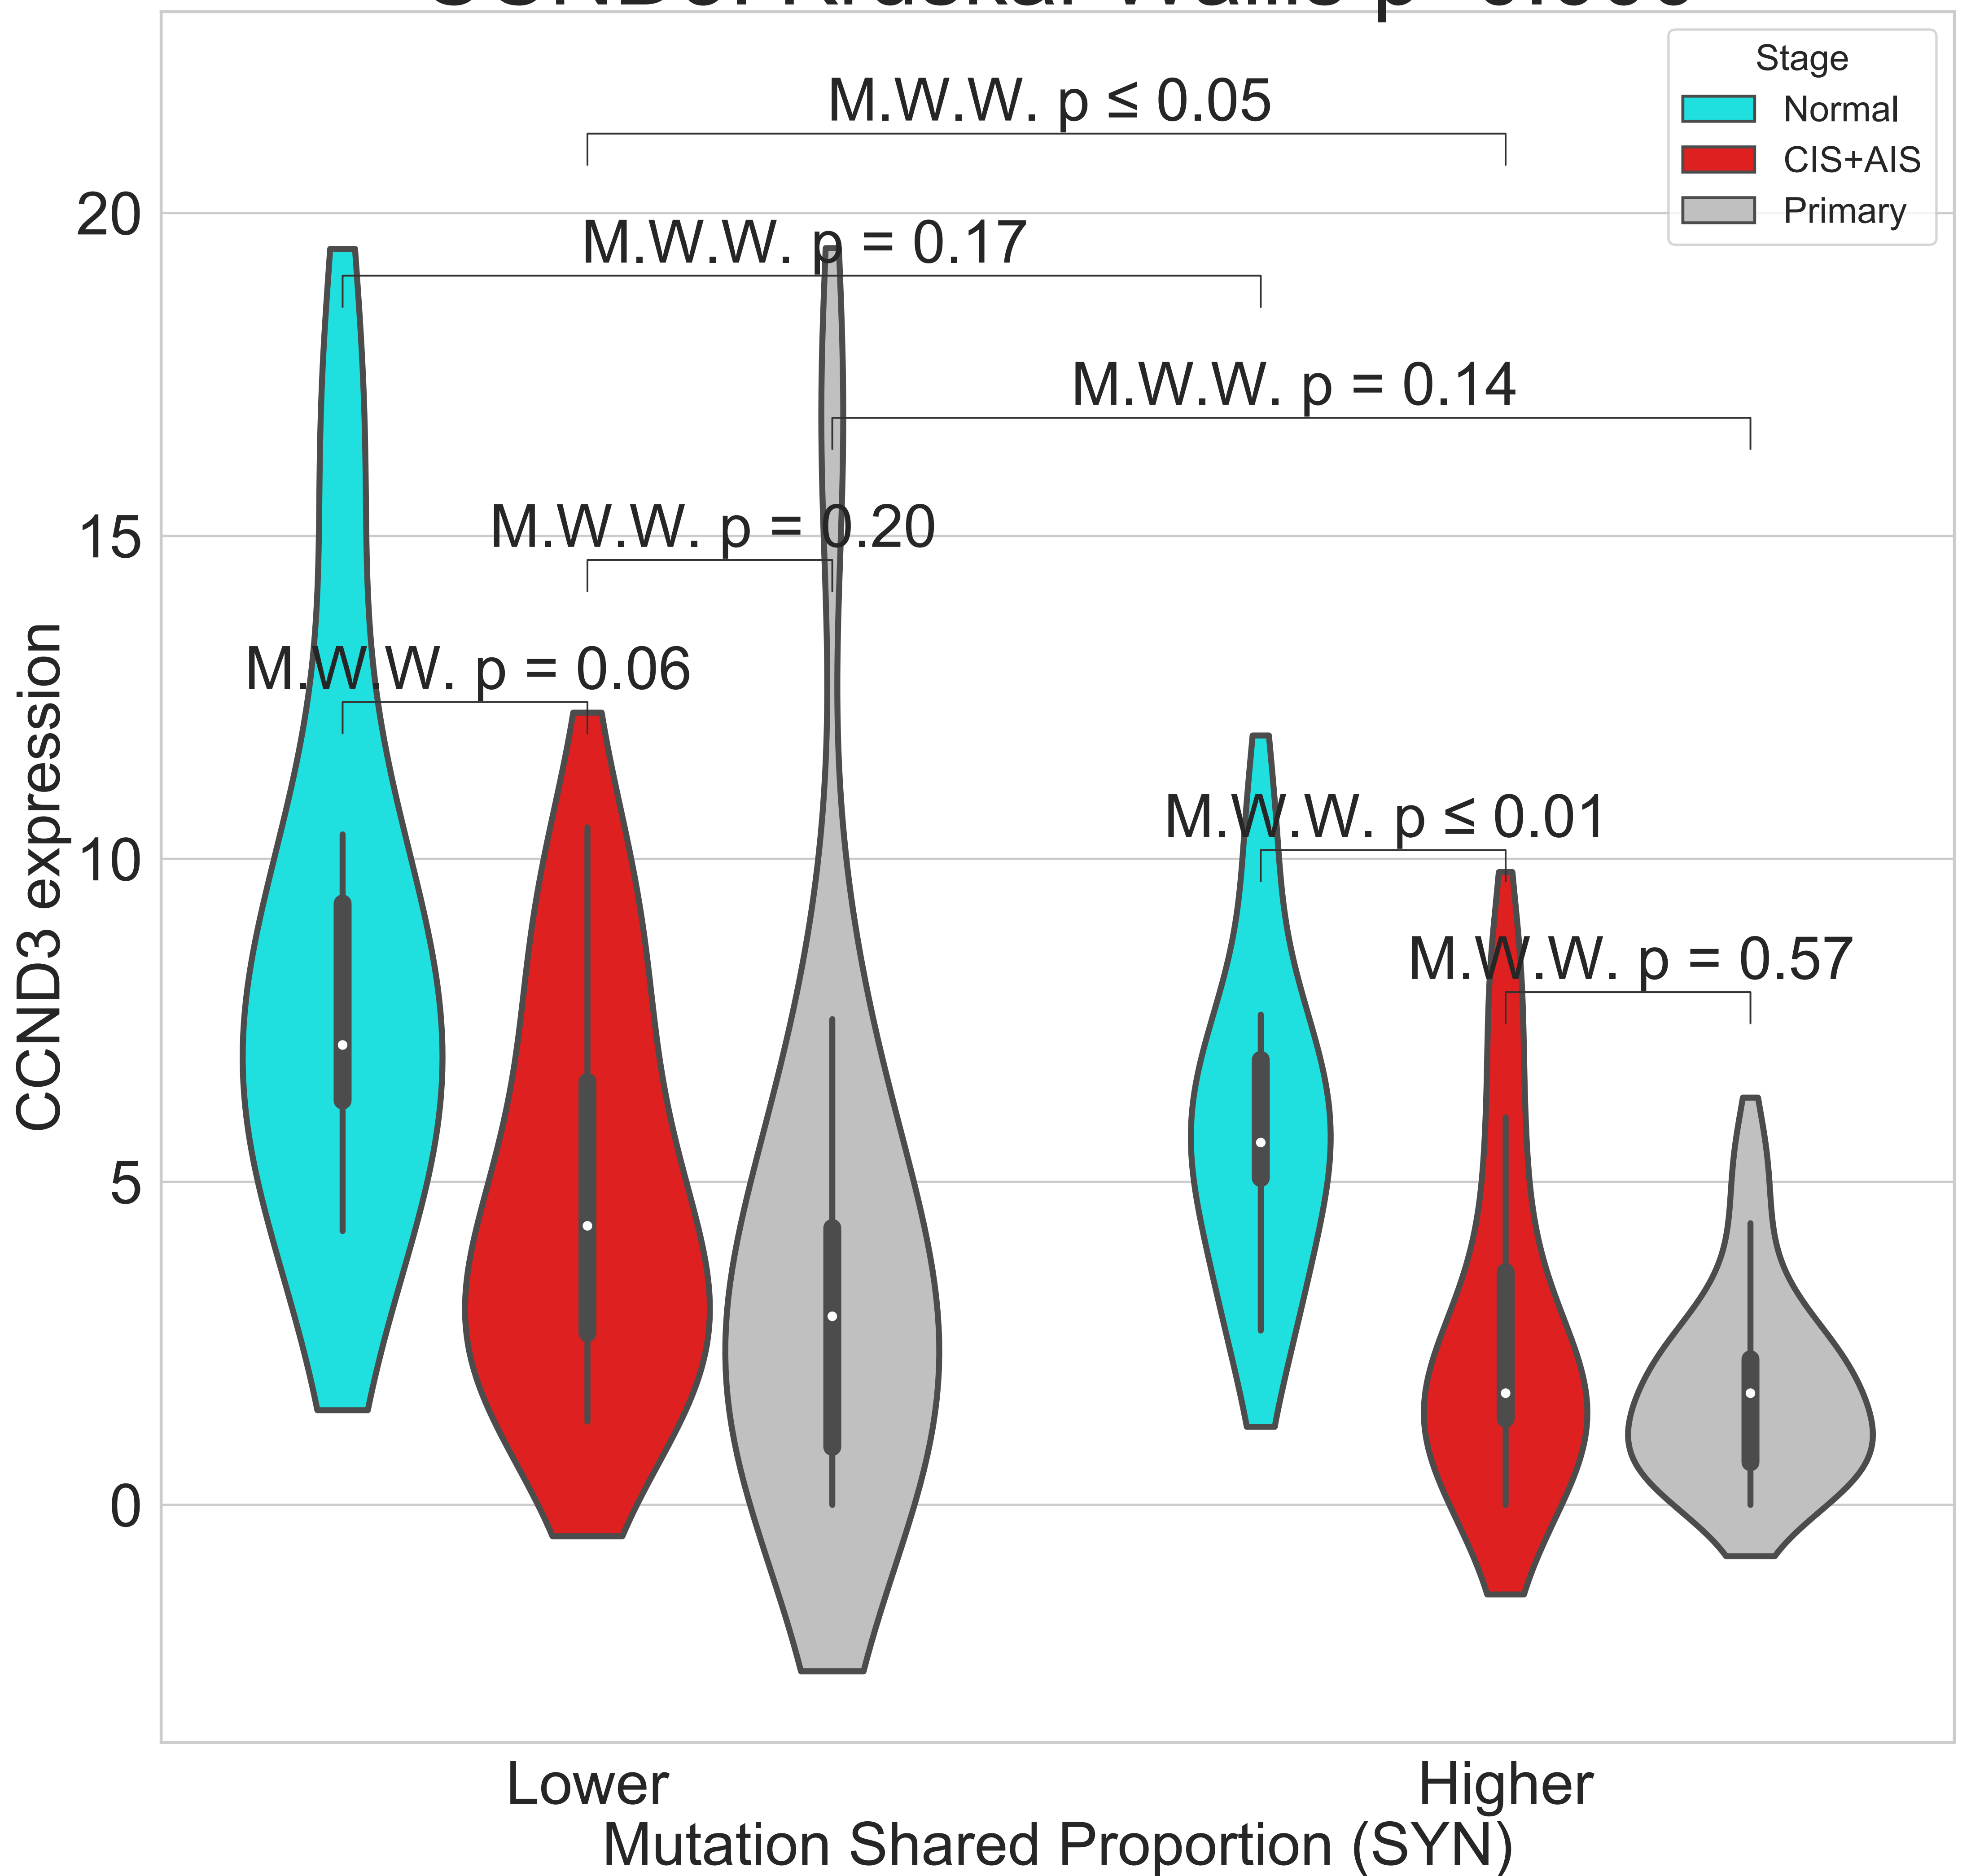 Stage
Normal
CIS+AIS
Primary
M.W.W. p ≤ 0.05
M.W.W. p = 0.17
M.W.W. p = 0.14
M.W.W. p = 0.20
M.W.W. p = 0.06
M.W.W. p ≤ 0.01
M.W.W. p = 0.57
20
15
10
5
0
CCND3 expression
Lower
Higher
Mutation Shared Proportion (SYN)